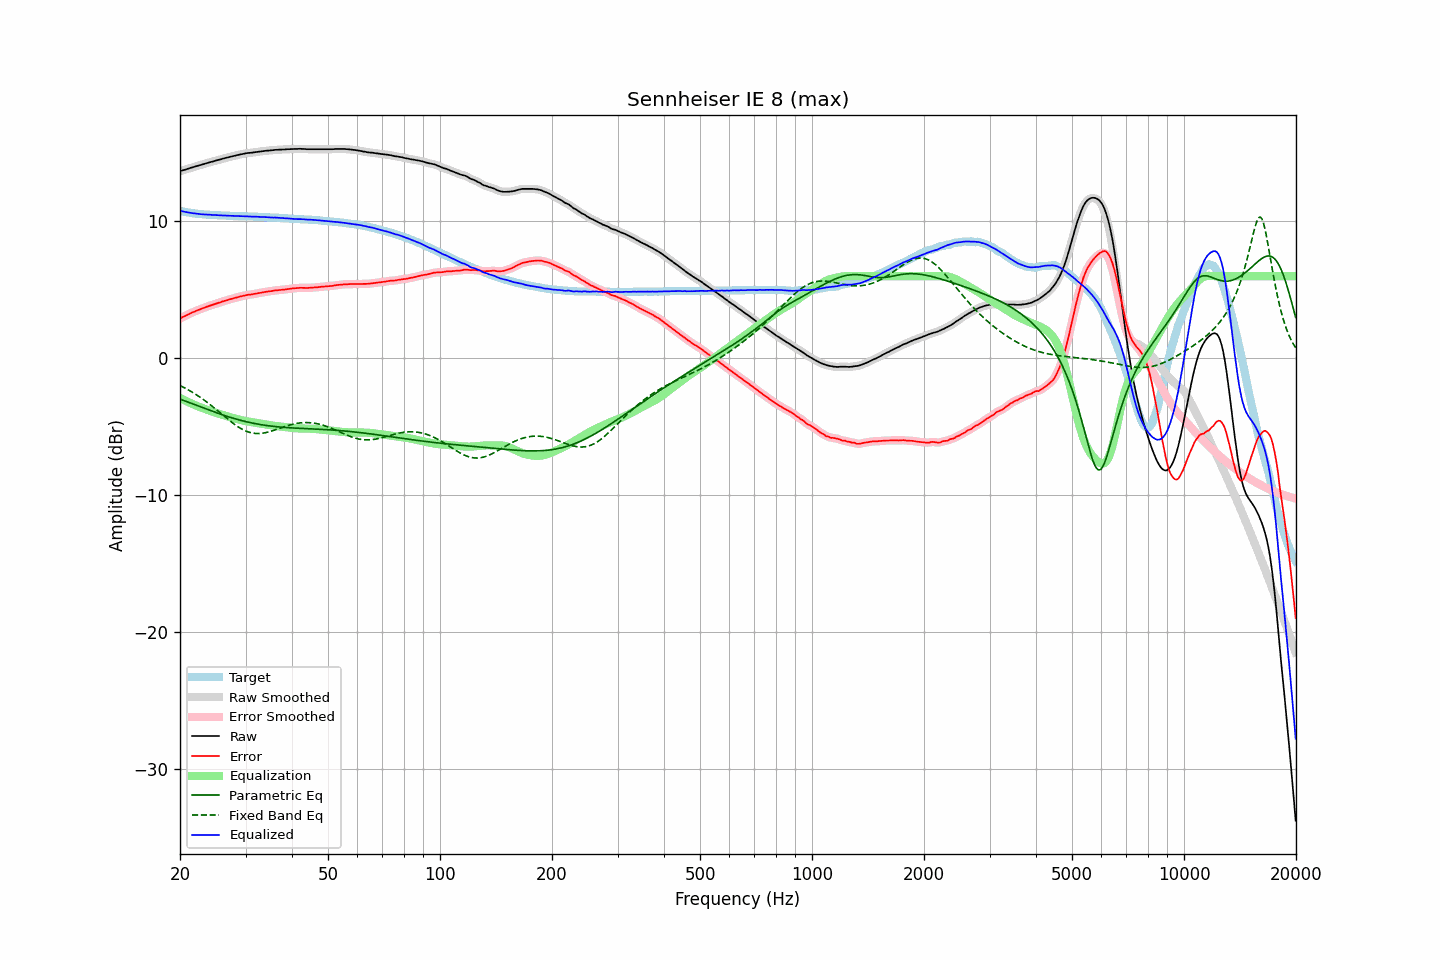 Sennheiser IE 8 (max)
Amplitude (dBr)
10
0
−10
−20
−30
Target
Raw Smoothed
Error Smoothed
Raw
Error
Equalization
Parametric Eq
Fixed Band Eq
Equalized
20 50 100 200 500 1000 2000 5000 10000 20000
Frequency (Hz)